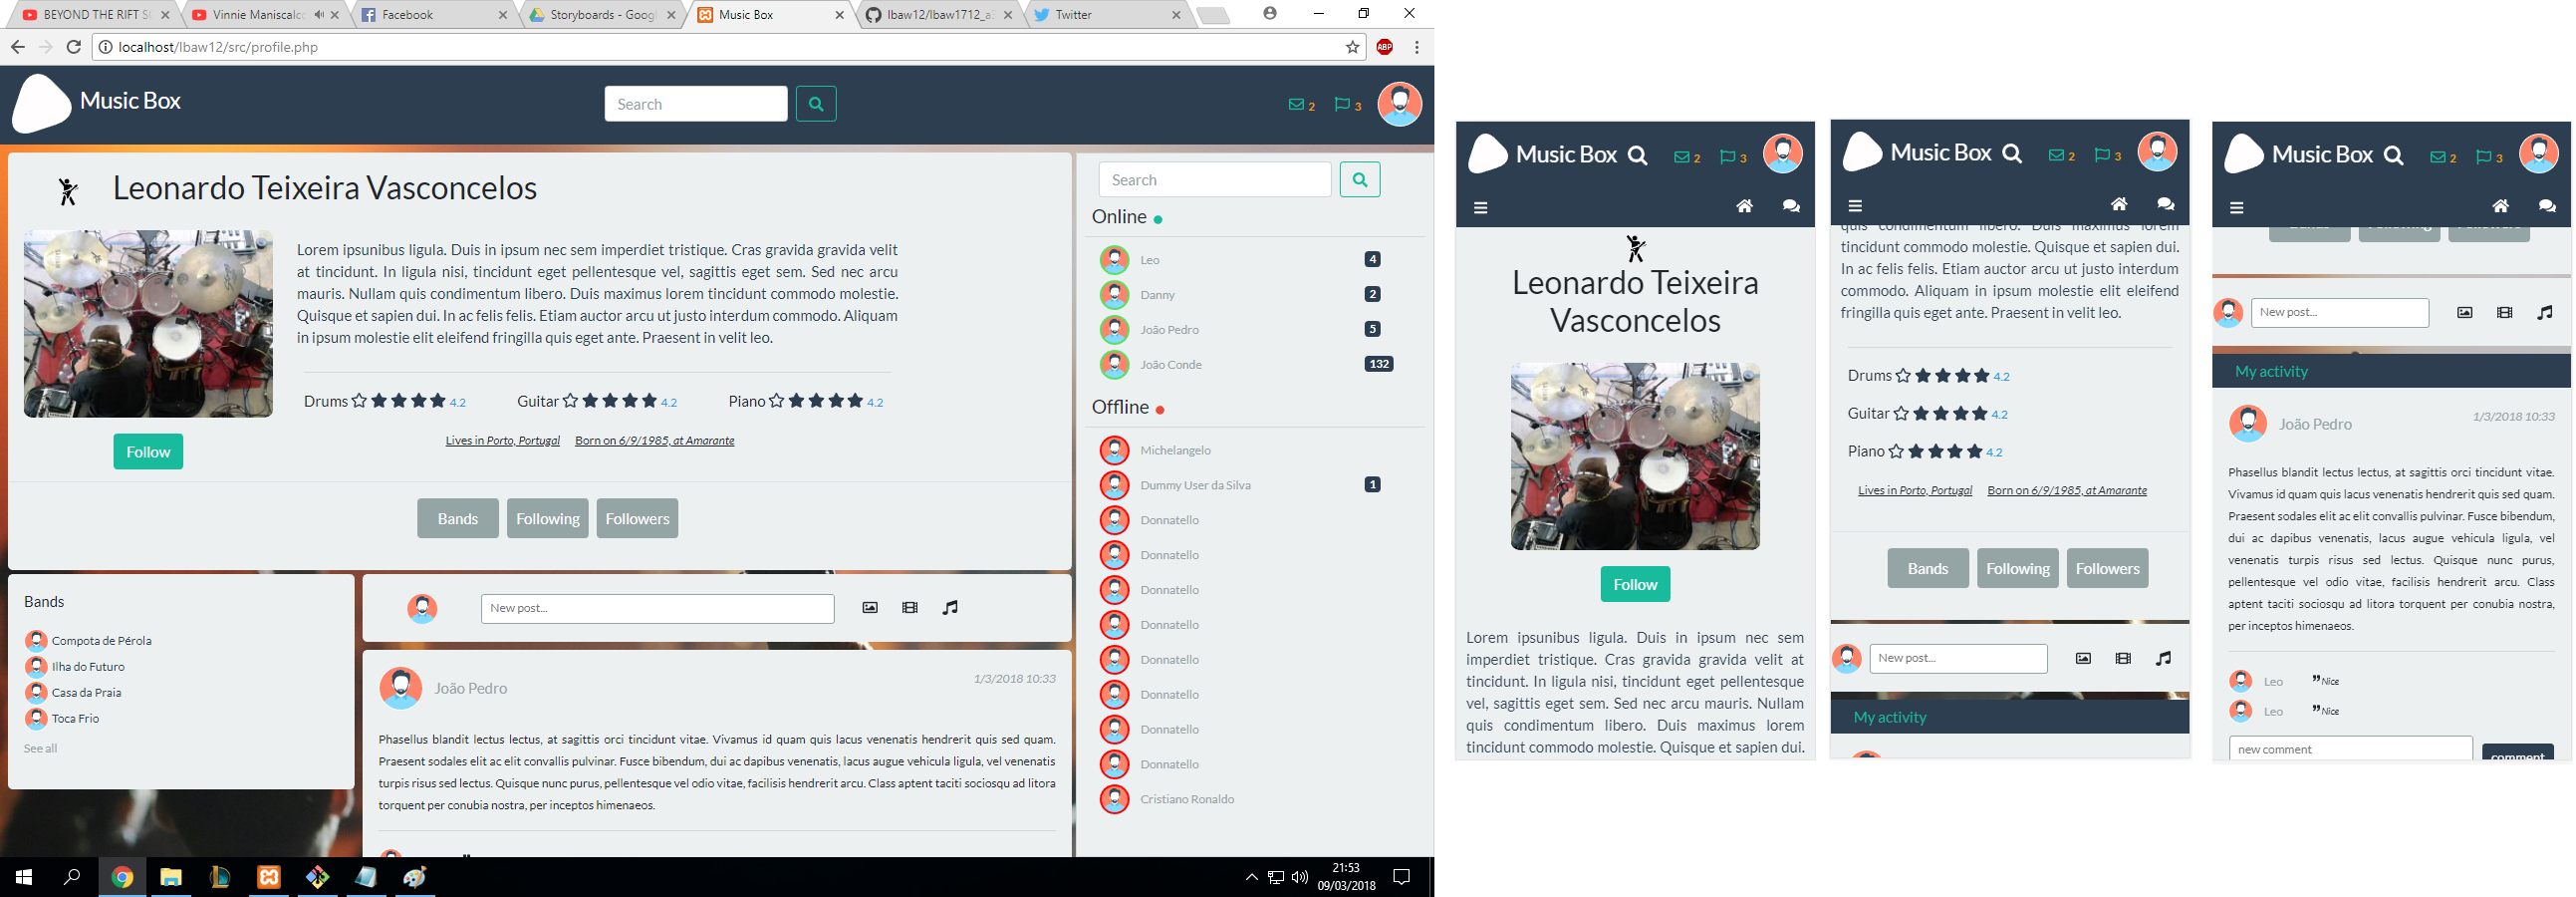 BEYOND THE RIFT S
Vinnie Maniscalc
Facebook
Storyboards - Goog
Music Box
lbaw12/lbaw1712_a
Twitter
localhost/lbaw12/src/profile.php
ABP
Music Box
Search
2
3
Leonardo Teixeira Vasconcelos
Lorem ipsunibus ligula. Duis in ipsum nec sem imperdiet tristique. Cras gravida gravida velit
at tincidunt. In ligula nisi, tincidunt eget pellentesque vel, sagittis eget sem. Sed nec arcu
mauris. Nullam quis condimentum libero. Duis maximus lorem tincidunt commodo molestie.
Quisque et sapien dui. In ac felis felis. Etiam auctor arcu ut justo interdum commodo. Aliquam
in ipsum molestie elit eleifend fringilla quis eget ante. Praesent in velit leo.
Drums 4.2
Guitar 4.2
Piano 4.2
Lives in Porto, Portugal
Born on 6/9/1985, at Amarante
Follow
Bands
Following
Followers
Bands
Compota de Pérola
Ilha do Futuro
Casa da Praia
Toca Frio
See all
New post...
João Pedro
1/3/2018 10:33
Phasellus blandit lectus lectus, at sagittis orci tincidunt vitae. Vivamus id quam quis lacus venenatis hendrerit quis sed quam.
Praesent sodales elit ac elit convallis pulvinar. Fusce bibendum, dui ac dapibus venenatis, lacus augue vehicula ligula, vel venenatis
turpis risus sed lectus. Quisque nunc purus, pellentesque vel odio vitae, facilisis hendrerit arcu. Class aptent taciti sociosqu ad litora
torquent per conubia nostra, per inceptos himenaeos.
Search
Online
Leo 4
Danny 2
João Pedro 5
João Conde 132
Offline
Michelangelo
Dummy User da Silva 1
Donnatello
Donnatello
Donnatello
Donnatello
Donnatello
Donnatello
Donnatello
Donnatello
Cristiano Ronaldo
21:53
09/03/2018
Music Box
2
3
Leonardo Teixeira
Vasconcelos
Follow
Lorem ipsunibus ligula. Duis in ipsum nec sem
imperdiet tristique. Cras gravida gravida velit at
tincidunt. In ligula nisi, tincidunt eget pellentesque
vel, sagittis eget sem. Sed nec arcu mauris. Nullam
quis condimentum libero. Duis maximus lorem
tincidunt commodo molestie. Quisque et sapien dui.
Music Box
2
3
quis condimentum libero. Duis maximus lorem
tincidunt commodo molestie. Quisque et sapien dui.
In ac felis felis. Etiam auctor arcu ut justo interdum
commodo. Aliquam in ipsum molestie elit eleifend
fringilla quis eget ante. Praesent in velit leo.
Drums 4.2
Guitar 4.2
Piano 4.2
Lives in Porto, Portugal
Born on 6/9/1985, at Amarante
Bands
Following
Followers
New post...
My activity
Music Box
2
3
Bands
Following
Followers
New post...
My activity
João Pedro
1/3/2018 10:33
Phasellus blandit lectus lectus, at sagittis orci tincidunt vitae.
Vivamus id quam quis lacus venenatis hendrerit quis sed quam.
Praesent sodales elit ac elit convallis pulvinar. Fusce bibendum,
dui ac dapibus venenatis, lacus augue vehicula ligula, vel
venenatis turpis risus sed lectus. Quisque nunc purus,
pellentesque vel odio vitae, facilisis hendrerit arcu. Class
aptent taciti sociosqu ad litora torquent per conubia nostra,
per inceptos himenaeos.
Leo Nice
Leo Nice
new comment
comment